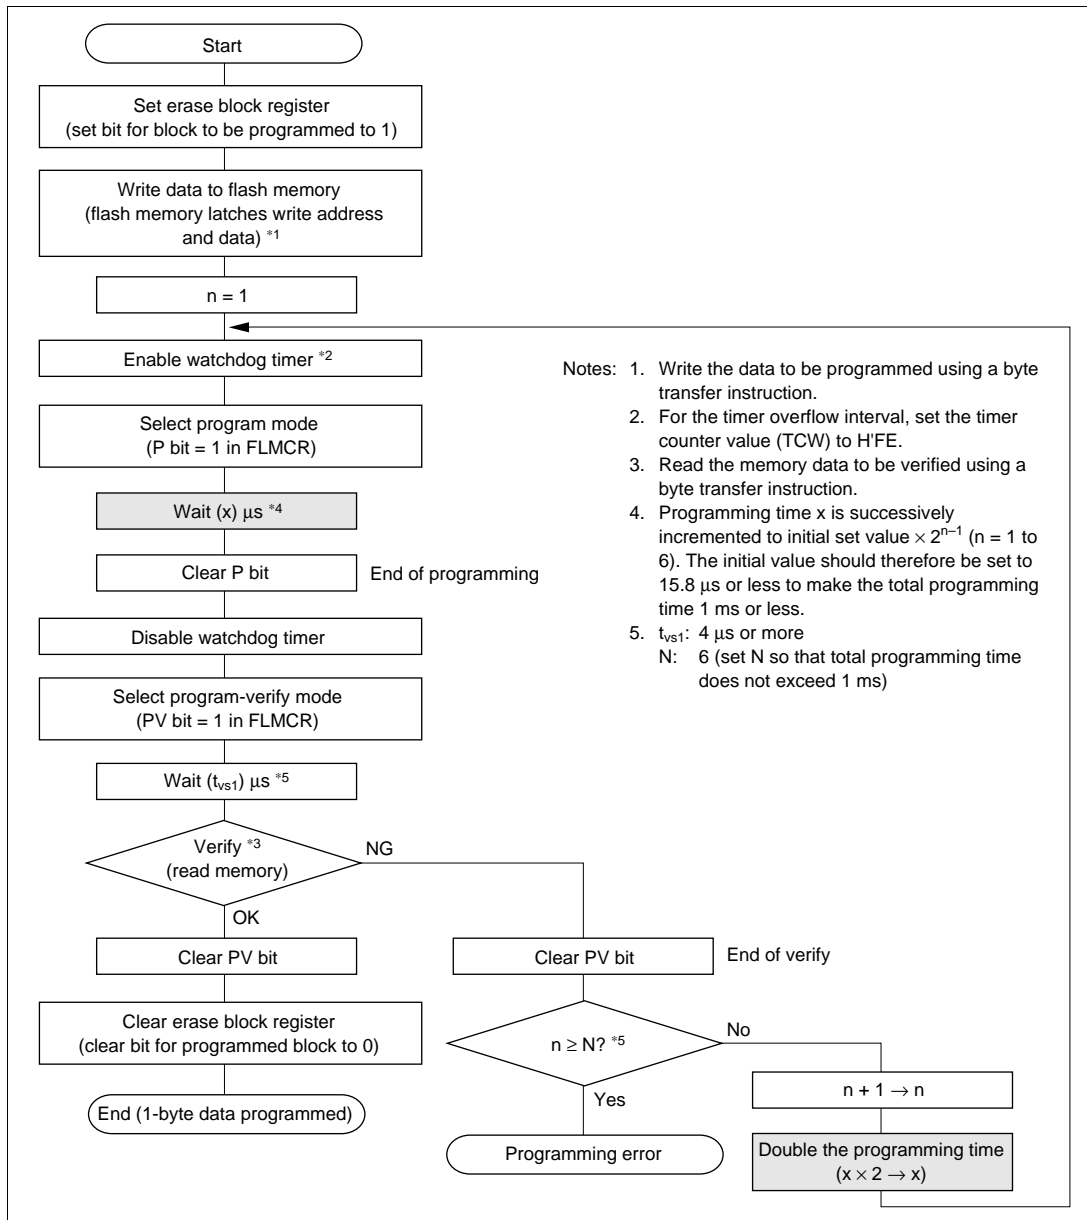 Start
Set erase block register
(set bit for block to be programmed to 1)
Write data to flash memory
(flash memory latches write address
and data) *1
n = 1
Enable watchdog timer *2
Select program mode
(P bit = 1 in FLMCR)
Wait (x) μs *4
Clear P bit
End of programming
Disable watchdog timer
Select program-verify mode
(PV bit = 1 in FLMCR)
Wait (tvs1) μs *5
Verify *3
(read memory)
NG
OK
Clear PV bit
Clear erase block register
(clear bit for programmed block to 0)
End (1-byte data programmed)
Clear PV bit
End of verify
n ≥ N? *5
No
Yes
Programming error
n + 1 → n
Double the programming time
(x × 2 → x)
Notes: 1. Write the data to be programmed using a byte
transfer instruction.
2. For the timer overflow interval, set the timer
counter value (TCW) to H'FE.
3. Read the memory data to be verified using a
byte transfer instruction.
4. Programming time x is successively
incremented to initial set value × 2^n–1 (n = 1 to
6). The initial value should therefore be set to
15.8 μs or less to make the total programming
time 1 ms or less.
5. tvs1: 4 μs or more
N: 6 (set N so that total programming time
does not exceed 1 ms)